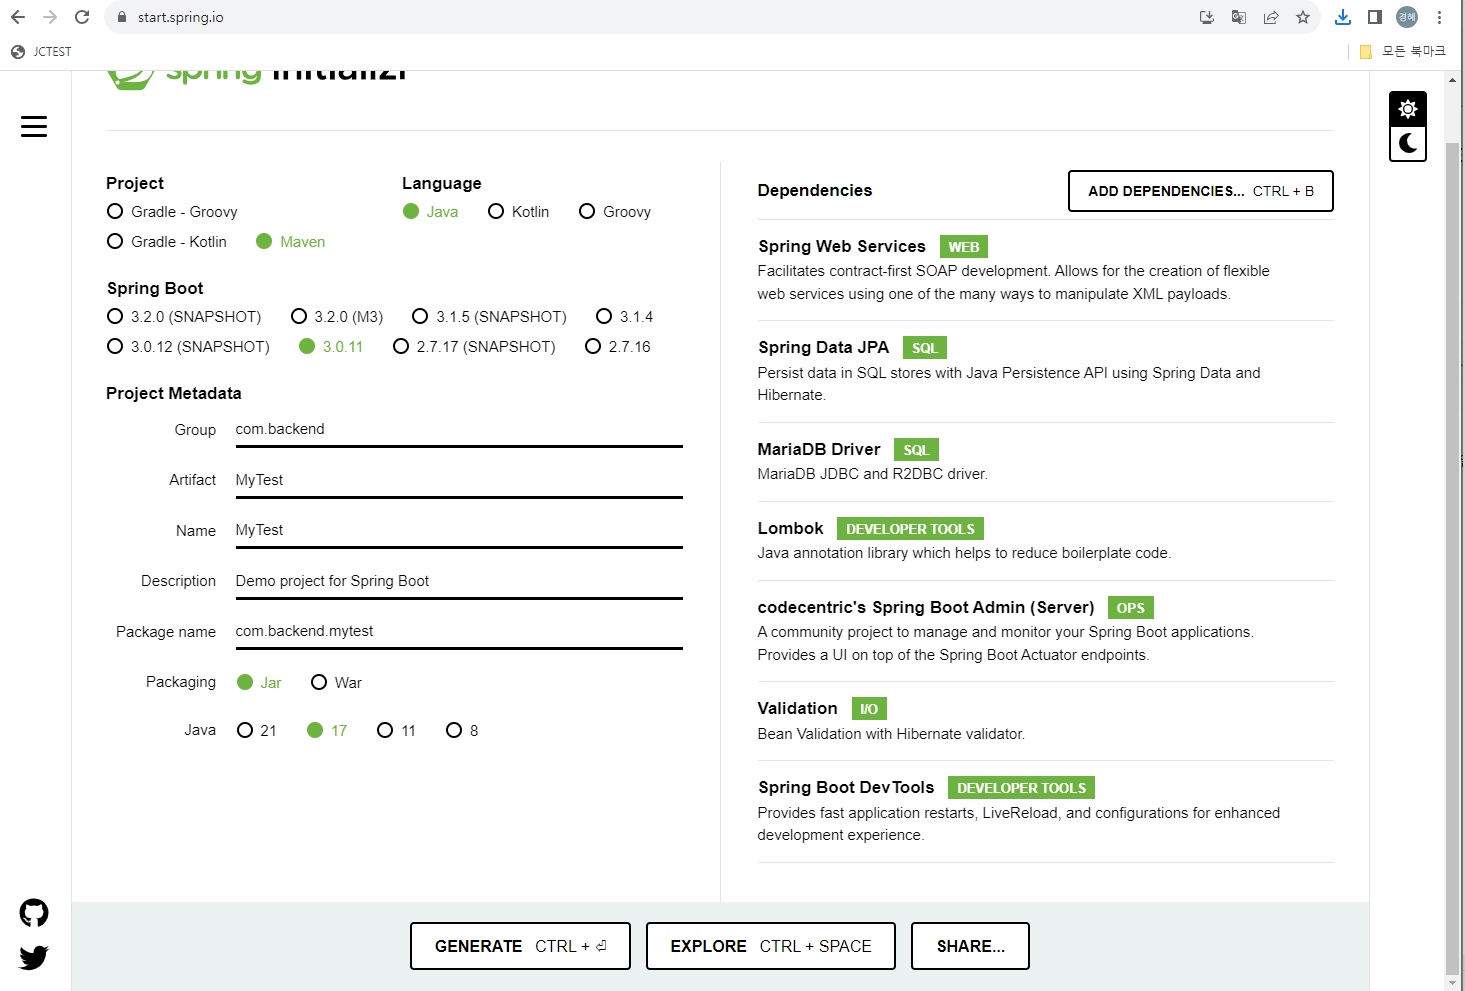 start.spring.io
경혜
JCTEST
모든 북마크
spring initializr
Project
Language
Gradle - Groovy
Java
Kotlin
Groovy
Gradle - Kotlin
Maven
Spring Boot
3.2.0 (SNAPSHOT)
3.2.0 (M3)
3.1.5 (SNAPSHOT)
3.1.4
3.0.12 (SNAPSHOT)
3.0.11
2.7.17 (SNAPSHOT)
2.7.16
Project Metadata
Group com.backend
Artifact MyTest
Name MyTest
Description Demo project for Spring Boot
Package name com.backend.mytest
Packaging Jar War
Java 21 17 11 8
Dependencies
ADD DEPENDENCIES... CTRL + B
Spring Web Services WEB
Facilitates contract-first SOAP development. Allows for the creation of flexible
web services using one of the many ways to manipulate XML payloads.
Spring Data JPA SQL
Persist data in SQL stores with Java Persistence API using Spring Data and
Hibernate.
MariaDB Driver SQL
MariaDB JDBC and R2DBC driver.
Lombok DEVELOPER TOOLS
Java annotation library which helps to reduce boilerplate code.
codecentric's Spring Boot Admin (Server) OPS
A community project to manage and monitor your Spring Boot applications.
Provides a UI on top of the Spring Boot Actuator endpoints.
Validation I/O
Bean Validation with Hibernate validator.
Spring Boot DevTools DEVELOPER TOOLS
Provides fast application restarts, LiveReload, and configurations for enhanced
development experience.
GENERATE CTRL + ⏎
EXPLORE CTRL + SPACE
SHARE...